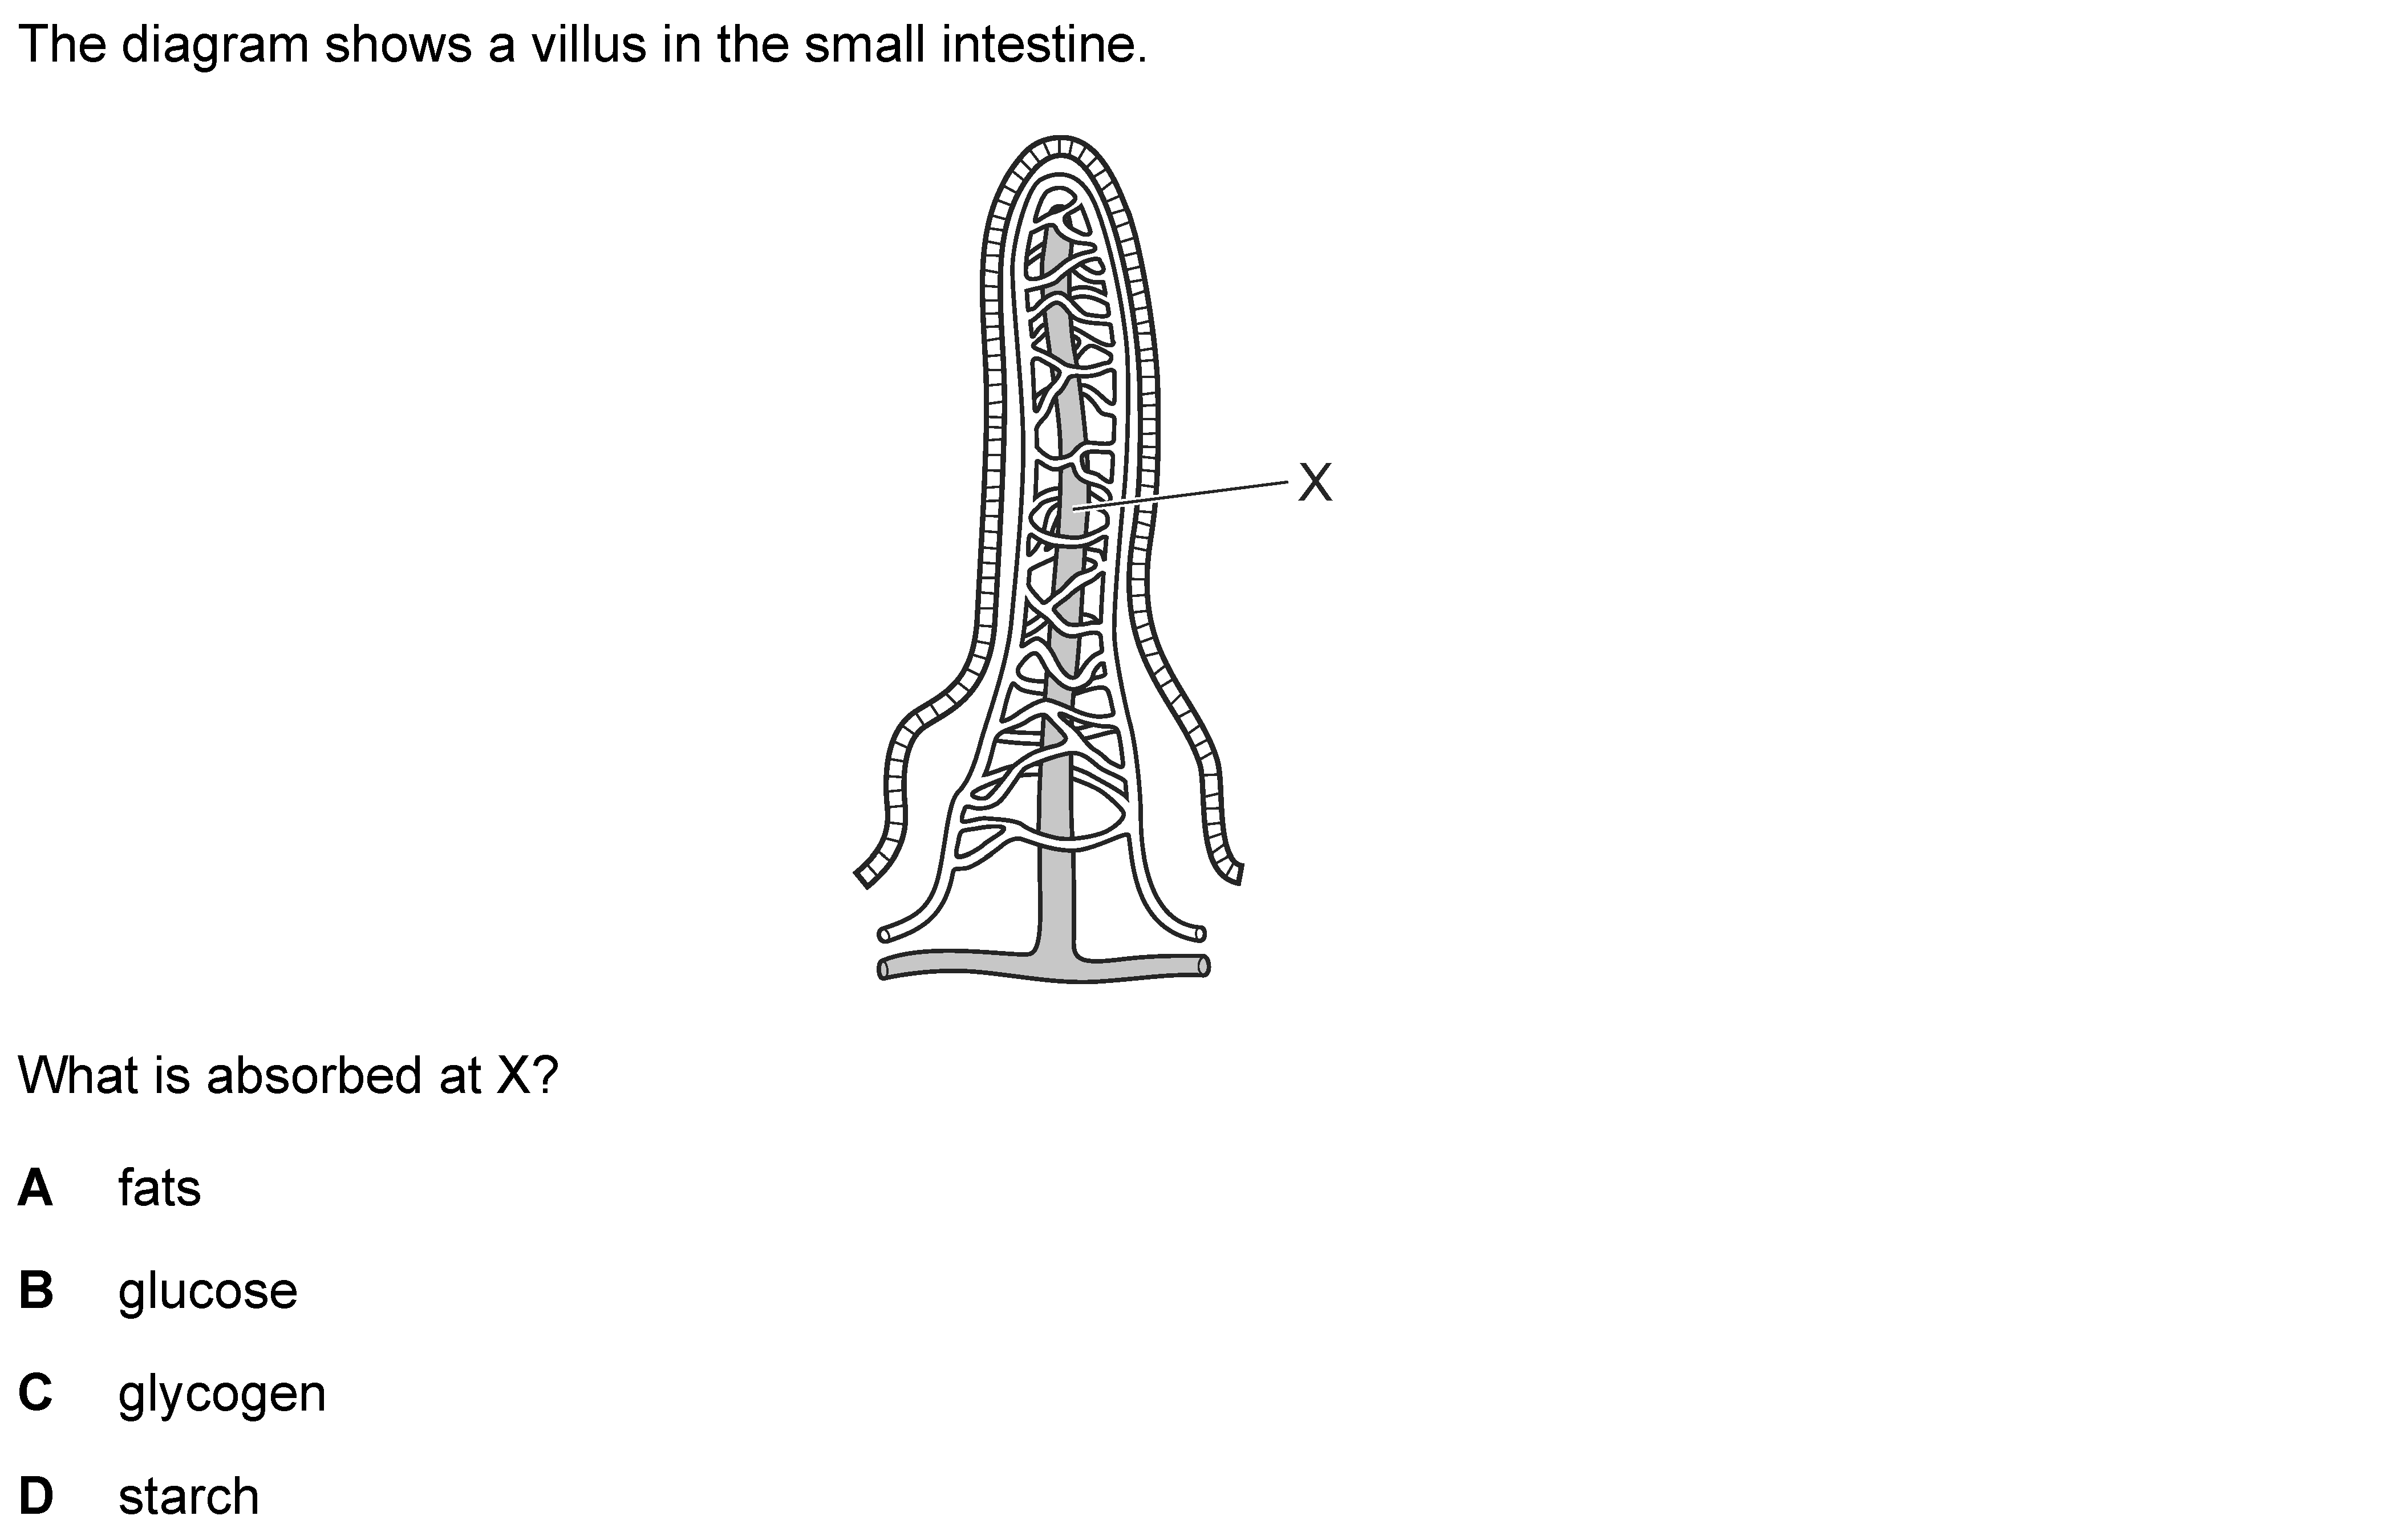 The diagram shows a villus in the small intestine.
X
What is absorbed at X?
A fats
B glucose
C glycogen
D starch